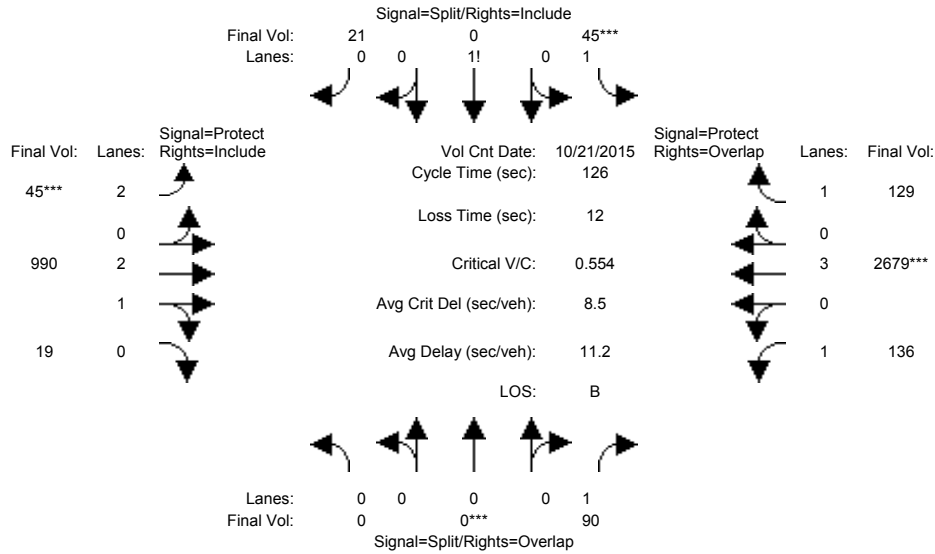 Signal=Split/Rights=Include
Final Vol: 21 0 45***
Lanes: 0 0 1! 0 1
Signal=Protect
Final Vol: Lanes: Rights=Include
Vol Cnt Date: 10/21/2015
Signal=Protect
Rights=Overlap Lanes: Final Vol:
Cycle Time (sec): 126
45*** 2
1 129
Loss Time (sec): 12
0
0
990 2
Critical V/C: 0.554
3 2679***
1
Avg Crit Del (sec/veh): 8.5
0
19 0
Avg Delay (sec/veh): 11.2
1 136
LOS: B
Lanes: 0 0 0 0 1
Final Vol: 0 0*** 90
Signal=Split/Rights=Overlap